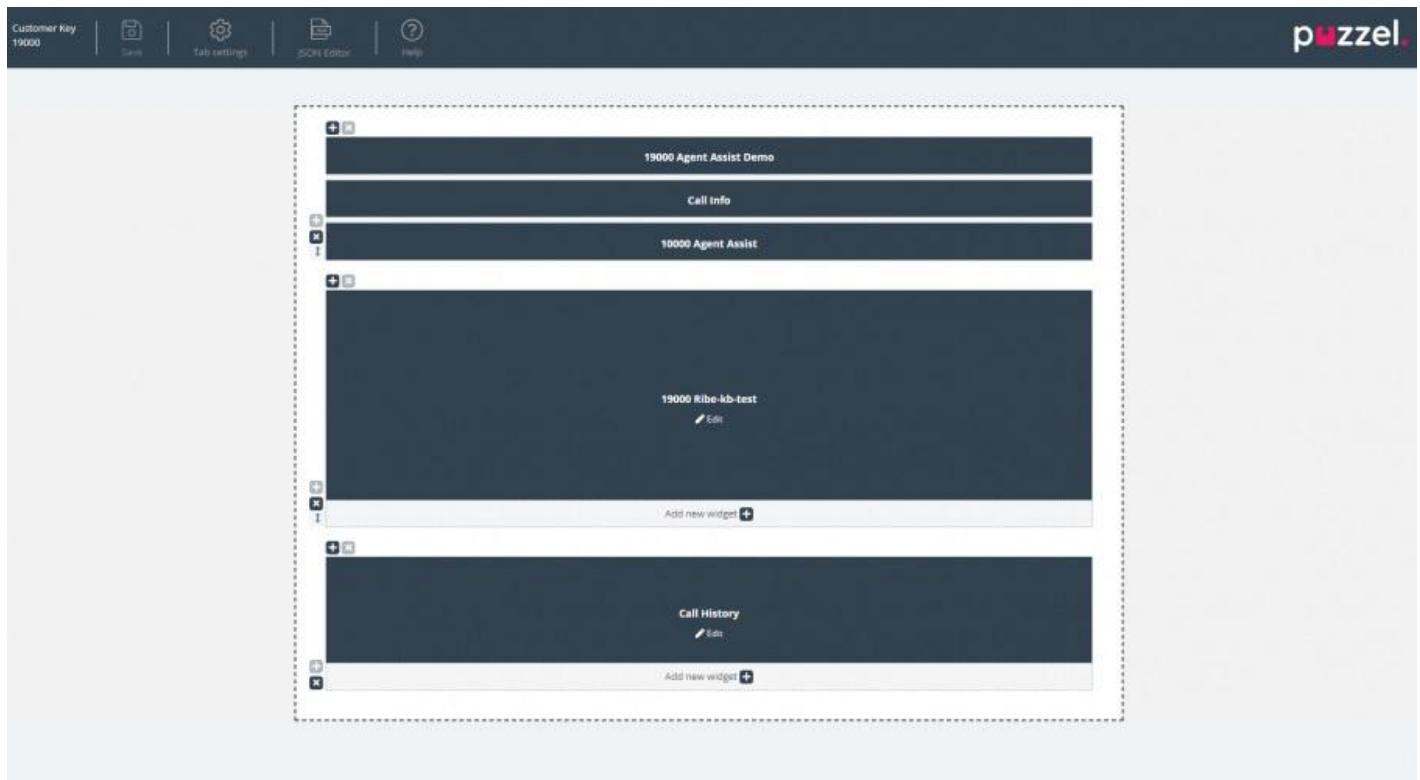 Customer Key
19000
Save
Tab settings
JSON Editor
Help
puzzel.
19000 Agent Assist Demo
Call Info
10000 Agent Assist
19000 Ribe-kb-test
Edit
Add new widget
Call History
Edit
Add new widget